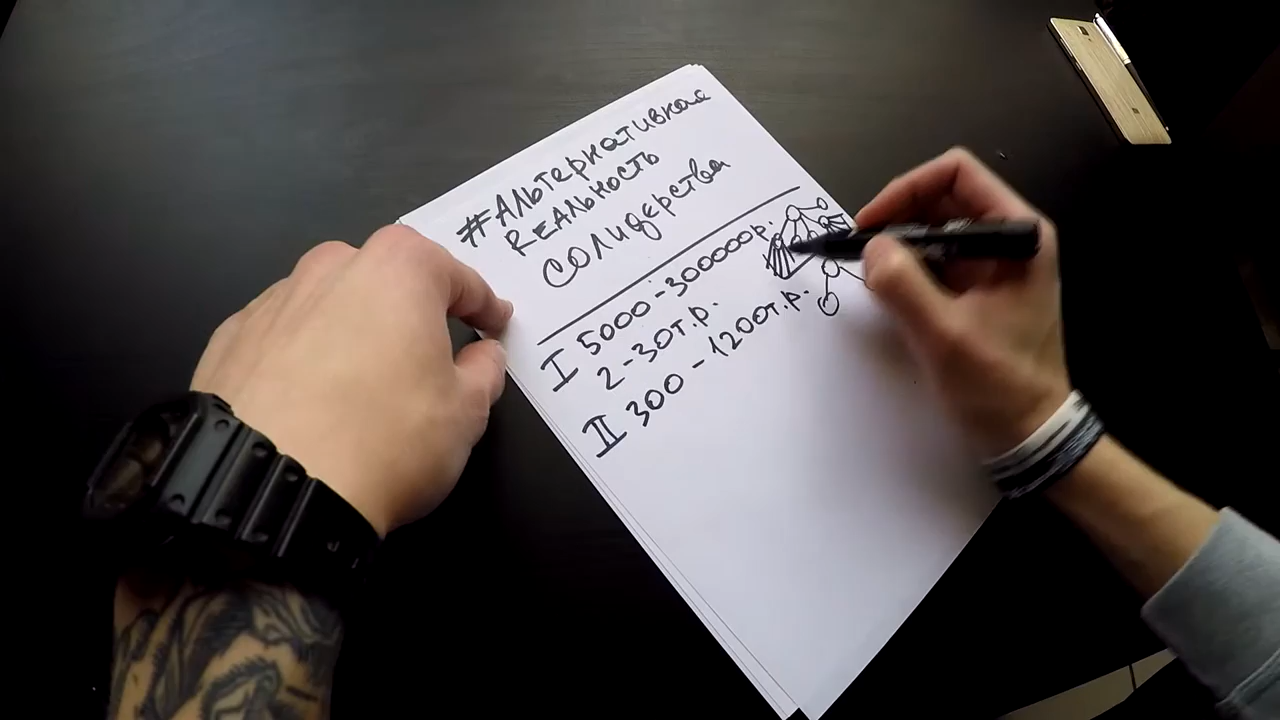 #АЛЬТЕРНАТИВНАЯ
РЕАЛЬНОСТЬ
СОЛИДЕРСТВА
I 5000-300000р.
2-30т.р.
II 300-1200т.р.